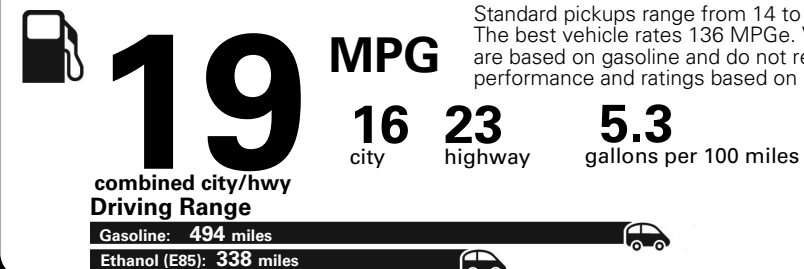 Standard pickups range from 14 to
The best vehicle rates 136 MPGe. V
are based on gasoline and do not re
performance and ratings based on
19
MPG
16 23 5.3
city highway gallons per 100 miles
combined city/hwy
Driving Range
Gasoline: 494 miles
Ethanol (E85): 338 miles